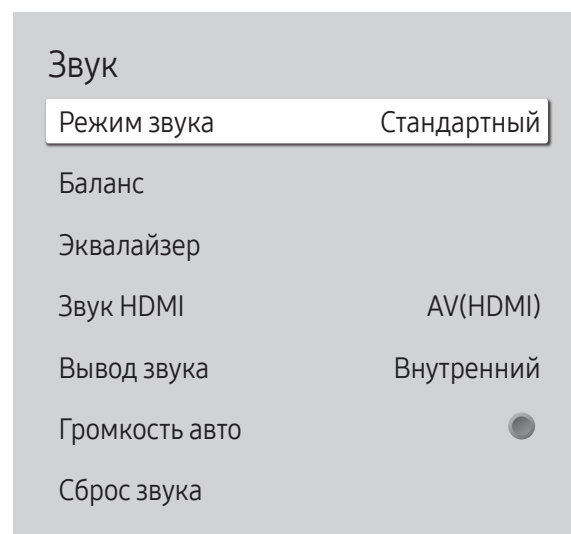 Звук
Режим звука Стандартный
Баланс
Эквалайзер
Звук HDMI AV(HDMI)
Вывод звука Внутренний
Громкость авто
Сброс звука